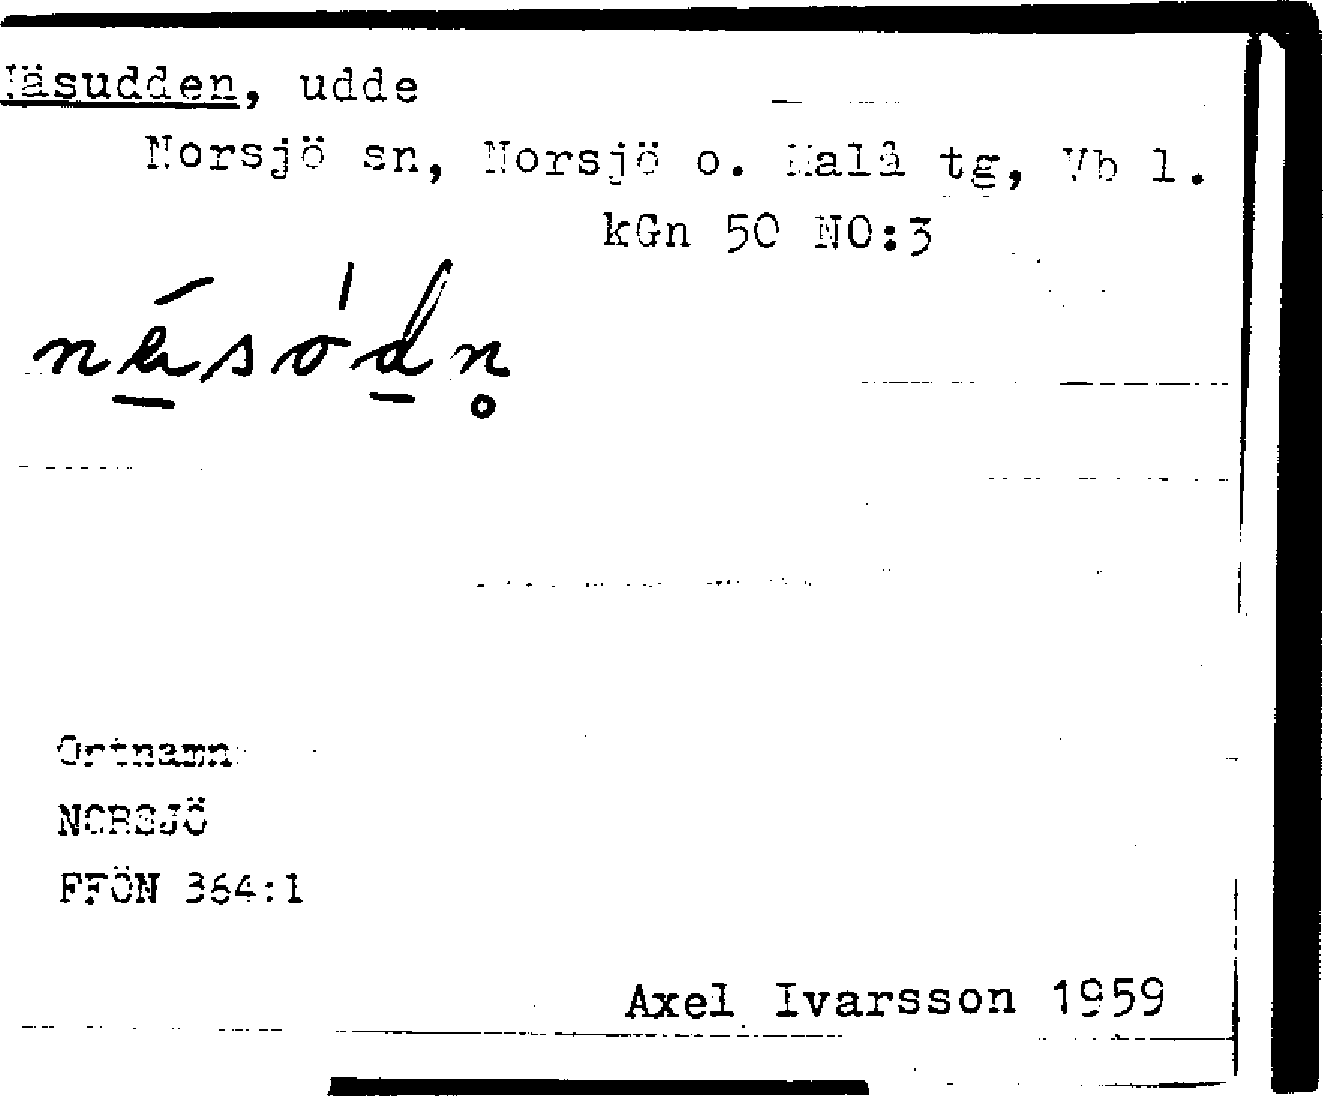 Näsudden, udde
Norsjö sn, Norsjö o. Malå tg, Vb l.
kGn 50 NO:3
Ortnamn
NORSJÖ
FFÖN 364:1
Axel Ivarsson 1959